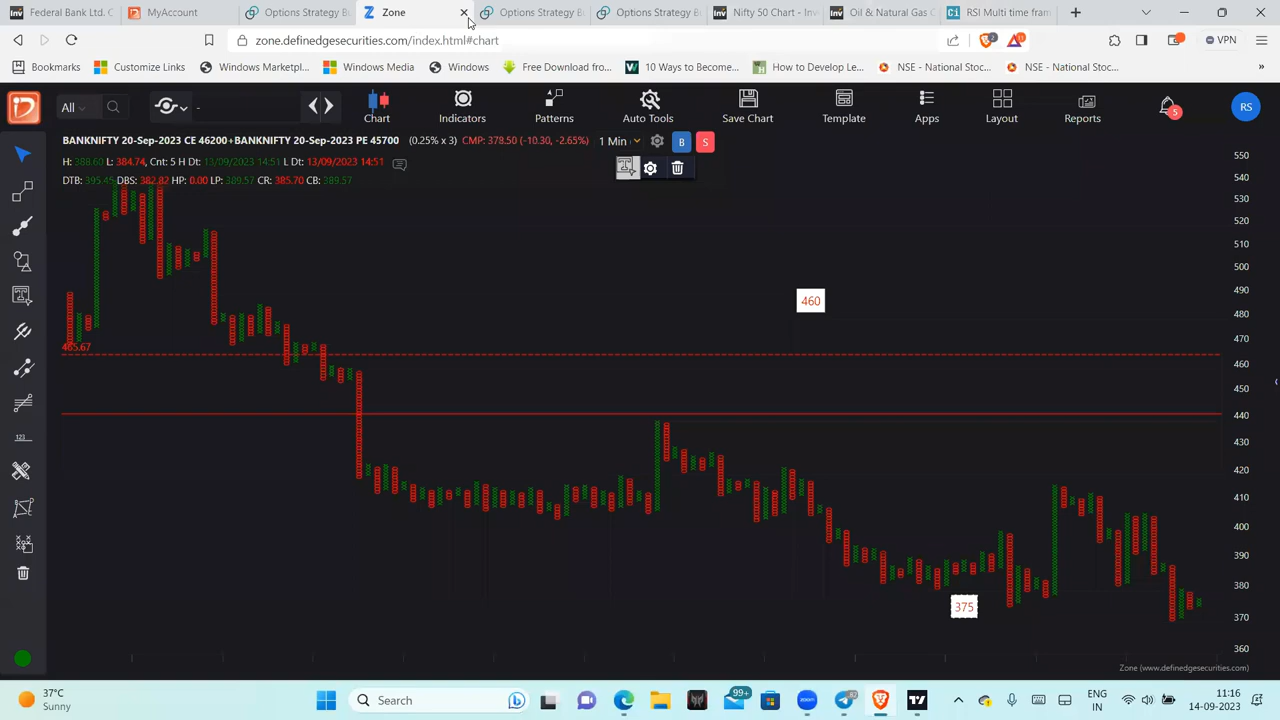 Federal Bank Ltd. C
MyAccount
Options Strategy Bu
Zone
Options Strategy Bu
Options Strategy Bu
Nifty 50 Chart - Inv
Oil & Natural Gas C
RSI Multi time fram
zone.definedgesecurities.com/index.html#chart
2
VPN
Bookmarks
Customize Links
Windows Marketpl...
Windows Media
Windows
Free Download fro...
10 Ways to Become...
How to Develop Le...
NSE - National Stoc...
NSE - National Stoc...
»
All
-
Chart
Indicators
Patterns
Auto Tools
Save Chart
Template
Apps
Layout
Reports
5
RS
BANKNIFTY 20-Sep-2023 CE 46200+BANKNIFTY 20-Sep-2023 PE 45700 (0.25% x 3) CMP: 378.50 (-10.30, -2.65%) 1 Min B S
H: 388.60 L: 384.74, Cnt: 5 H Dt: 13/09/2023 14:51 L Dt: 13/09/2023 14:51
DTB: 395.45 DBS: 382.82 HP: 0.00 LP: 389.57 CR: 385.70 CB: 389.57
550
540
530
520
510
500
490
480
470
460
450
440
430
420
410
400
390
380
370
360
460
465.67
375
123
Zone (www.definedgesecurities.com)
37°C
Sunny
Search
99+
zoom
ENG
IN
11:16
14-09-2023